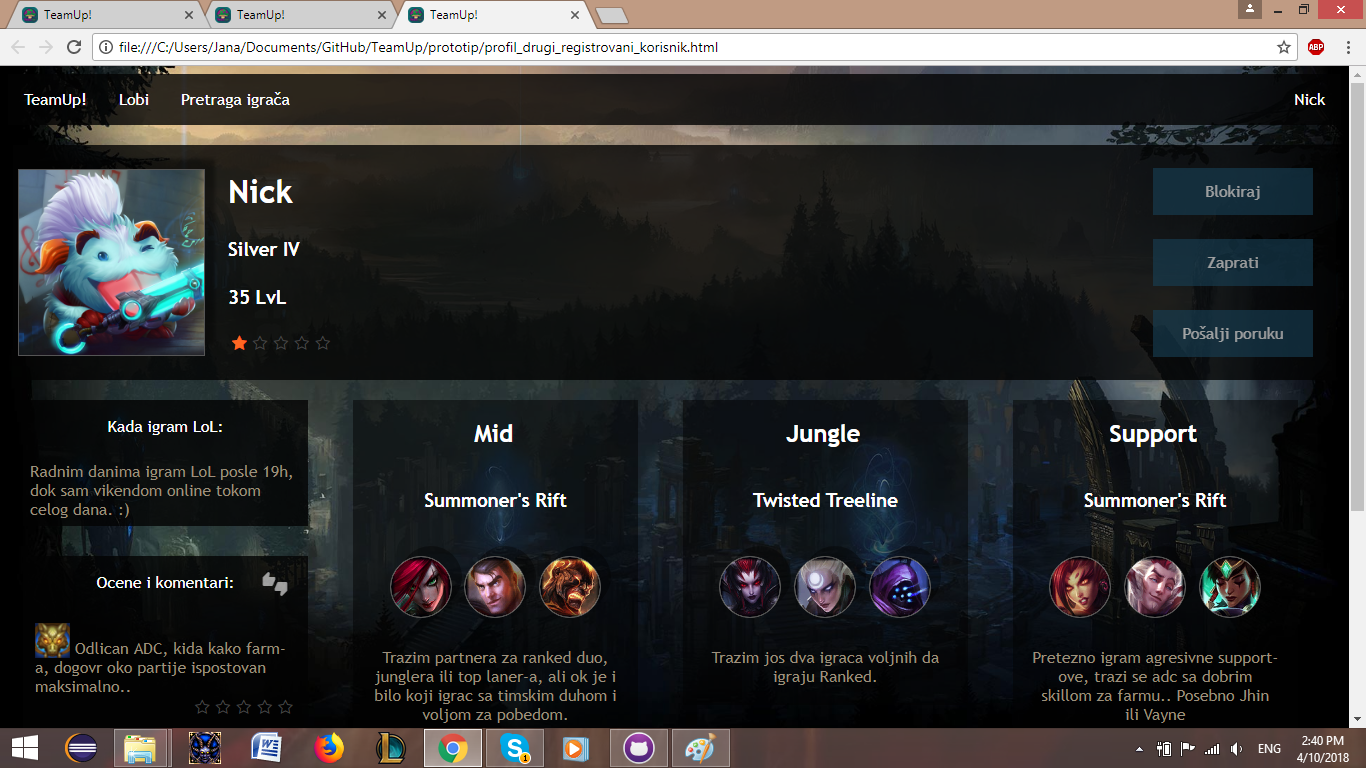 TeamUp!
TeamUp!
TeamUp!
file:///C:/Users/Jana/Documents/GitHub/TeamUp/prototip/profil_drugi_registrovani_korisnik.html
ABP
TeamUp! Lobi Pretraga igrača Nick
Nick
Blokiraj
Silver IV
Zaprati
35 LvL
Pošalji poruku
Kada igram LoL:
Radnim danima igram LoL posle 19h,
dok sam vikendom online tokom
celog dana. :)
Ocene i komentari:
Odlican ADC, kida kako farm-
a, dogovr oko partije ispostovan
maksimalno..
Mid
Summoner's Rift
Trazim partnera za ranked duo,
junglera ili top laner-a, ali ok je i
bilo koji igrac sa timskim duhom i
voljom za pobedom.
Jungle
Twisted Treeline
Trazim jos dva igraca voljnih da
igraju Ranked.
Support
Summoner's Rift
Pretezno igram agresivne support-
ove, trazi se adc sa dobrim
skillom za farmu.. Posebno Jhin
ili Vayne
W
S
1
ENG
2:40 PM
4/10/2018